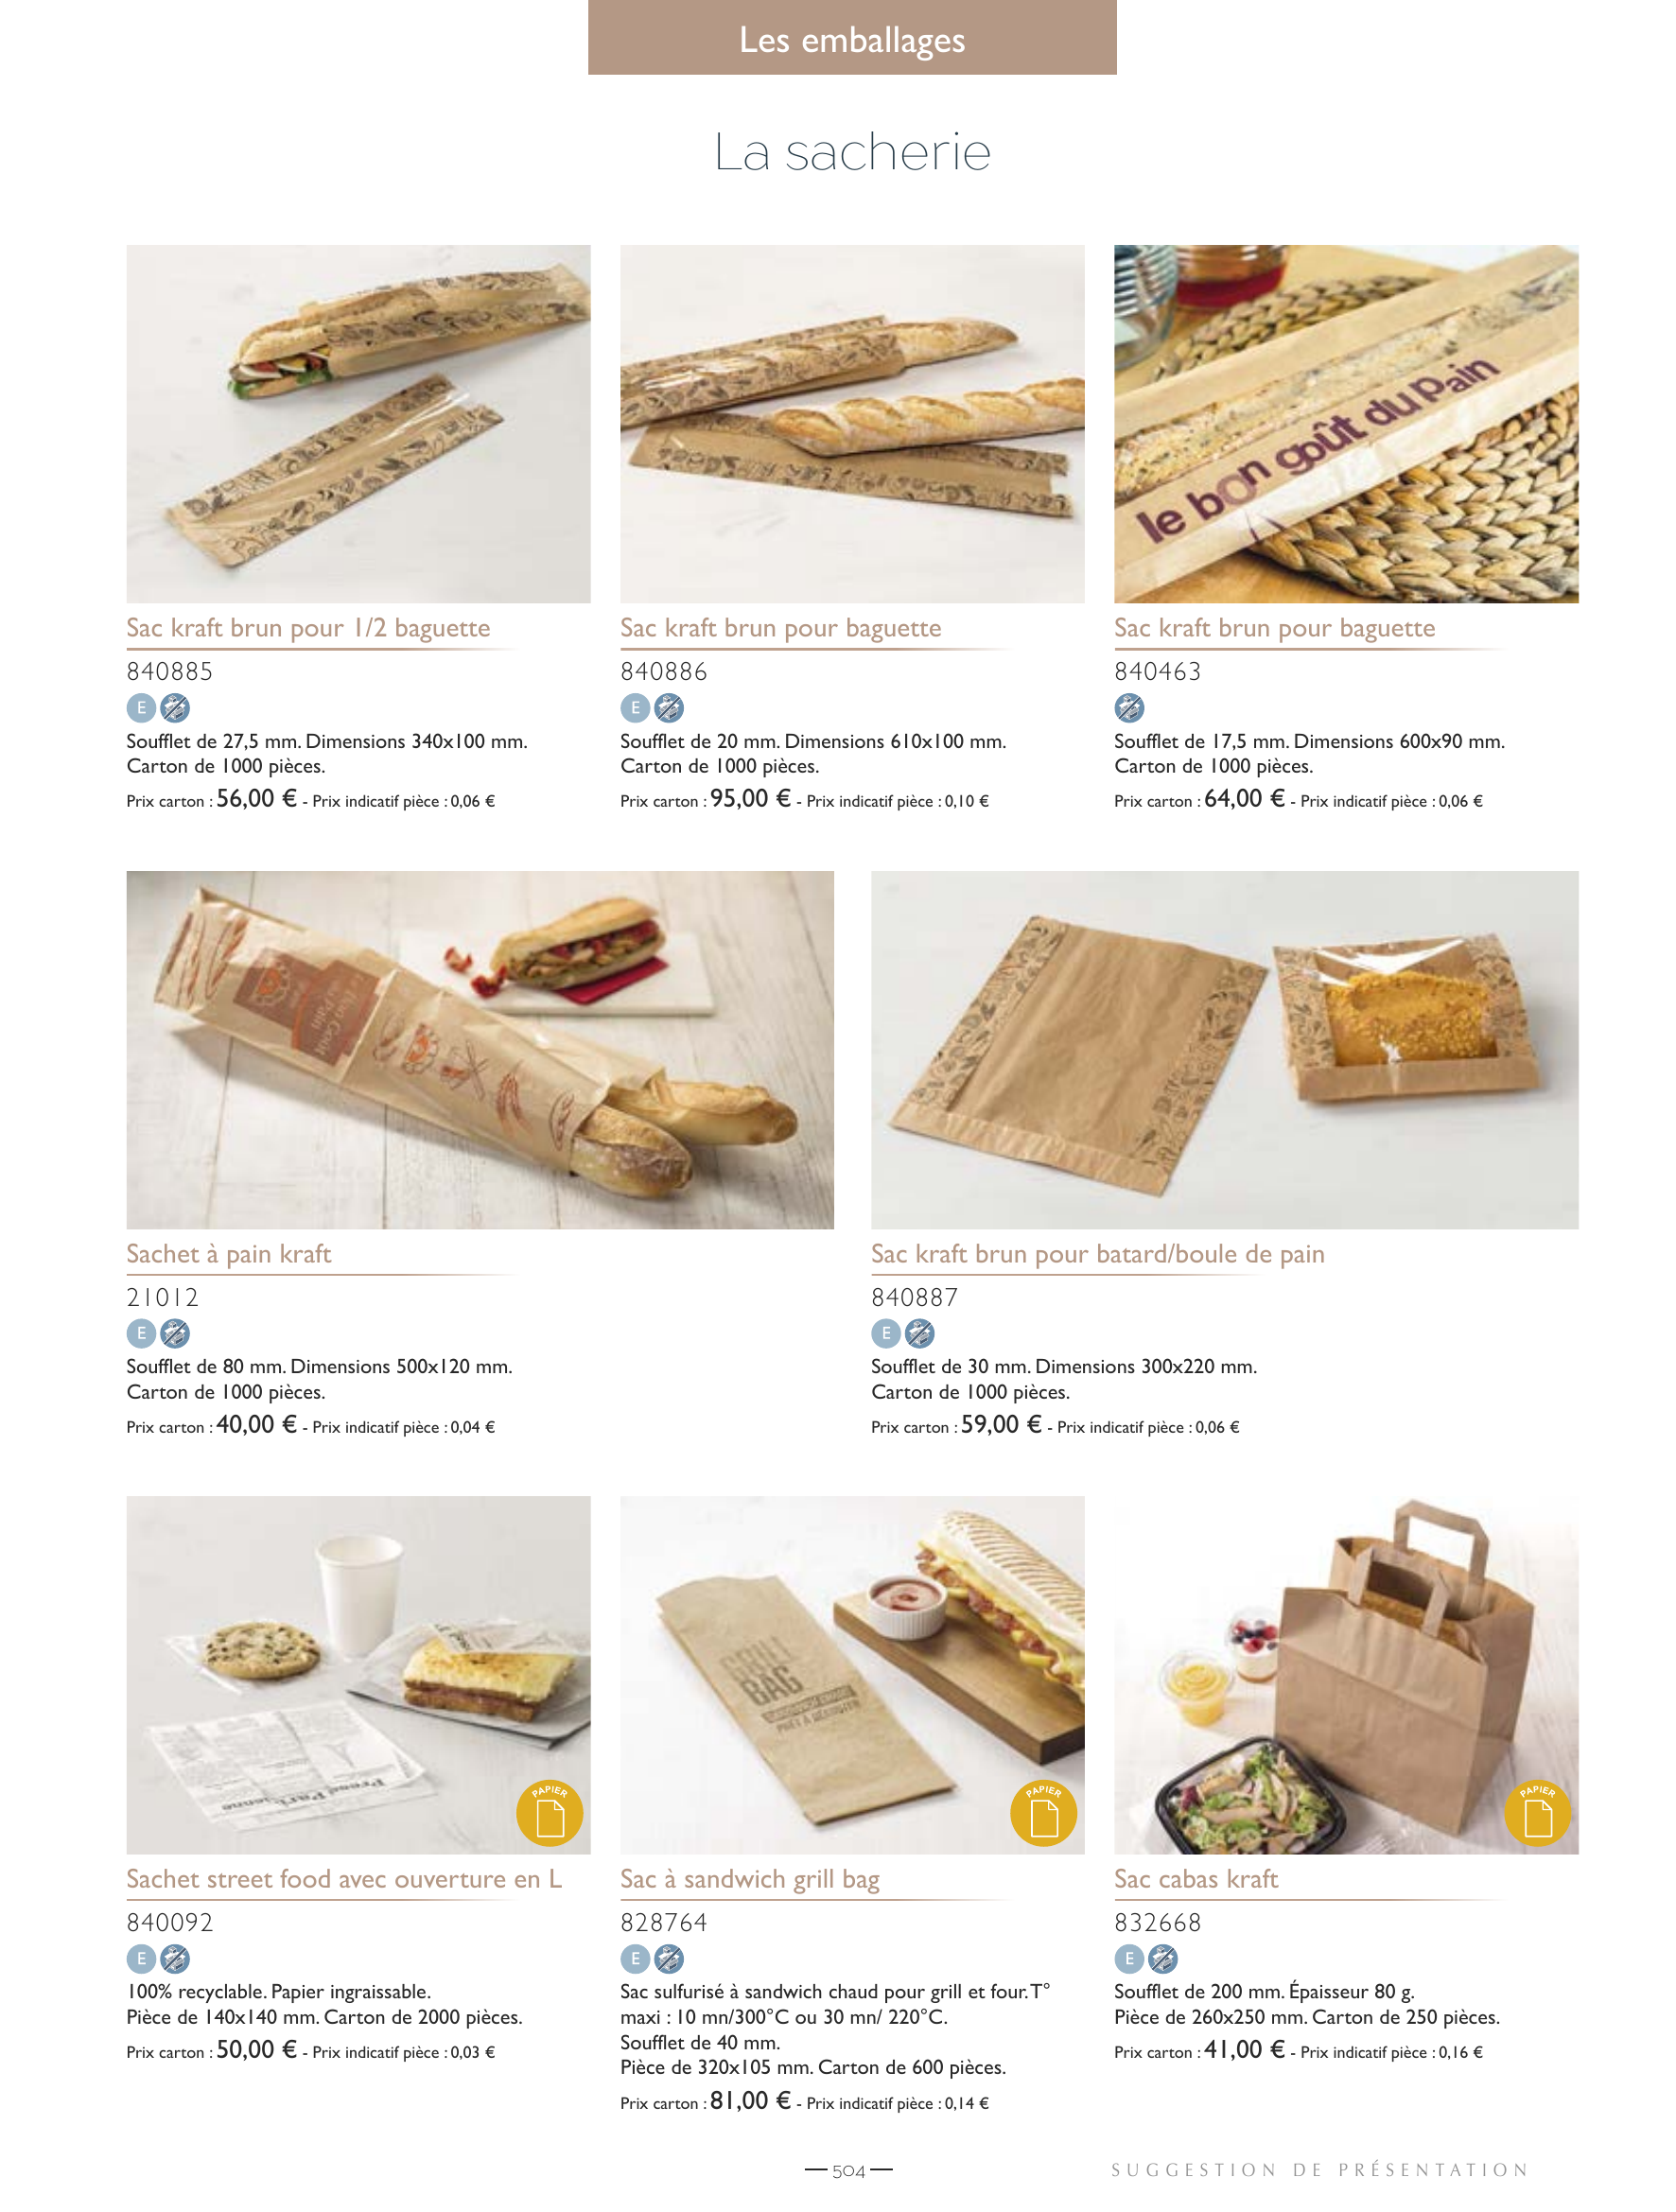 Les emballages
La sacherie
le bon goût du pain
Sac kraft brun pour 1/2 baguette
840885
E
Soufflet de 27,5 mm. Dimensions 340x100 mm.
Carton de 1000 pièces.
Prix carton : 56,00 € - Prix indicatif pièce : 0,06 €
Sac kraft brun pour baguette
840886
E
Soufflet de 20 mm. Dimensions 610x100 mm.
Carton de 1000 pièces.
Prix carton : 95,00 € - Prix indicatif pièce : 0,10 €
Sac kraft brun pour baguette
840463
Soufflet de 17,5 mm. Dimensions 600x90 mm.
Carton de 1000 pièces.
Prix carton : 64,00 € - Prix indicatif pièce : 0,06 €
Sachet à pain kraft
21012
E
Soufflet de 80 mm. Dimensions 500x120 mm.
Carton de 1000 pièces.
Prix carton : 40,00 € - Prix indicatif pièce : 0,04 €
Sac kraft brun pour batard/boule de pain
840887
E
Soufflet de 30 mm. Dimensions 300x220 mm.
Carton de 1000 pièces.
Prix carton : 59,00 € - Prix indicatif pièce : 0,06 €
PAPIER
GRILL
BAG
SANDWICH CHAUD
PRÊT À DÉGUSTER
PAPIER
PAPIER
Sachet street food avec ouverture en L
840092
E
100% recyclable. Papier ingraissable.
Pièce de 140x140 mm. Carton de 2000 pièces.
Prix carton : 50,00 € - Prix indicatif pièce : 0,03 €
Sac à sandwich grill bag
828764
E
Sac sulfurisé à sandwich chaud pour grill et four. T°
maxi : 10 mn/300°C ou 30 mn/ 220°C.
Soufflet de 40 mm.
Pièce de 320x105 mm. Carton de 600 pièces.
Prix carton : 81,00 € - Prix indicatif pièce : 0,14 €
Sac cabas kraft
832668
E
Soufflet de 200 mm. Épaisseur 80 g.
Pièce de 260x250 mm. Carton de 250 pièces.
Prix carton : 41,00 € - Prix indicatif pièce : 0,16 €
504
SUGGESTION DE PRÉSENTATION